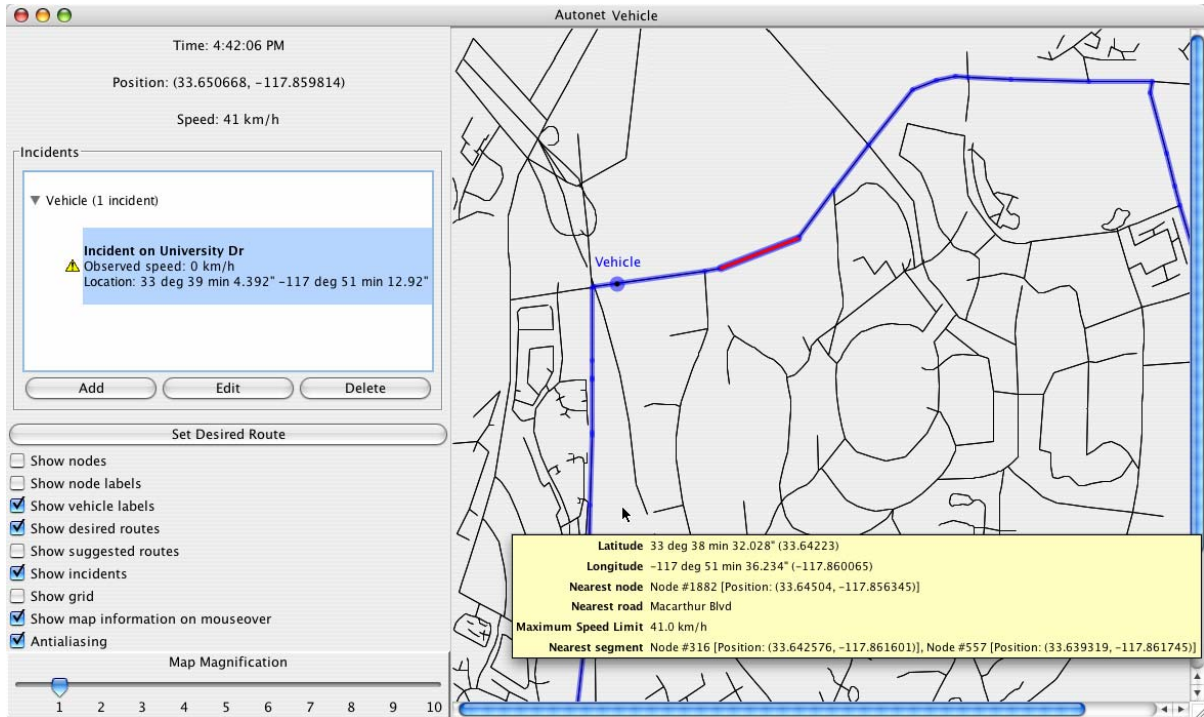 Autonet Vehicle
Time: 4:42:06 PM
Position: (33.650668, -117.859814)
Speed: 41 km/h
Incidents
Vehicle (1 incident)
Incident on University Dr
Observed speed: 0 km/h
Location: 33 deg 39 min 4.392" -117 deg 51 min 12.92"
Add Edit Delete
Set Desired Route
Show nodes
Show node labels
Show vehicle labels
Show desired routes
Show suggested routes
Show incidents
Show grid
Show map information on mouseover
Antialiasing
Map Magnification
1 2 3 4 5 6 7 8 9 10
Vehicle
Latitude 33 deg 38 min 32.028" (33.64223)
Longitude -117 deg 51 min 36.234" (-117.860065)
Nearest node Node #1882 [Position: (33.64504, -117.856345)]
Nearest road Macarthur Blvd
Maximum Speed Limit 41.0 km/h
Nearest segment Node #316 [Position: (33.642576, -117.861601)], Node #557 [Position: (33.639319, -117.861745)]